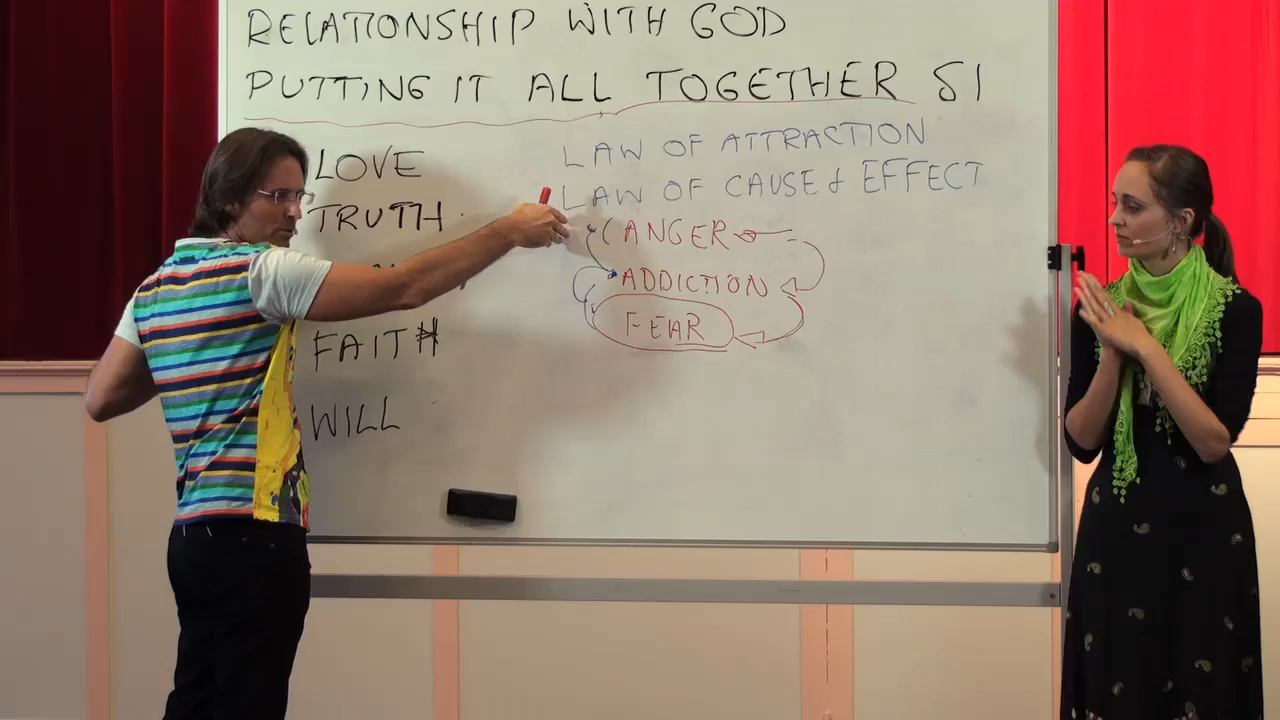 RELATIONSHIP WITH GOD
PUTTING IT ALL TOGETHER S1
LOVE
TRUTH
FAITH
WILL
LAW OF ATTRACTION
LAW OF CAUSE & EFFECT
ANGER
ADDICTION
FEAR